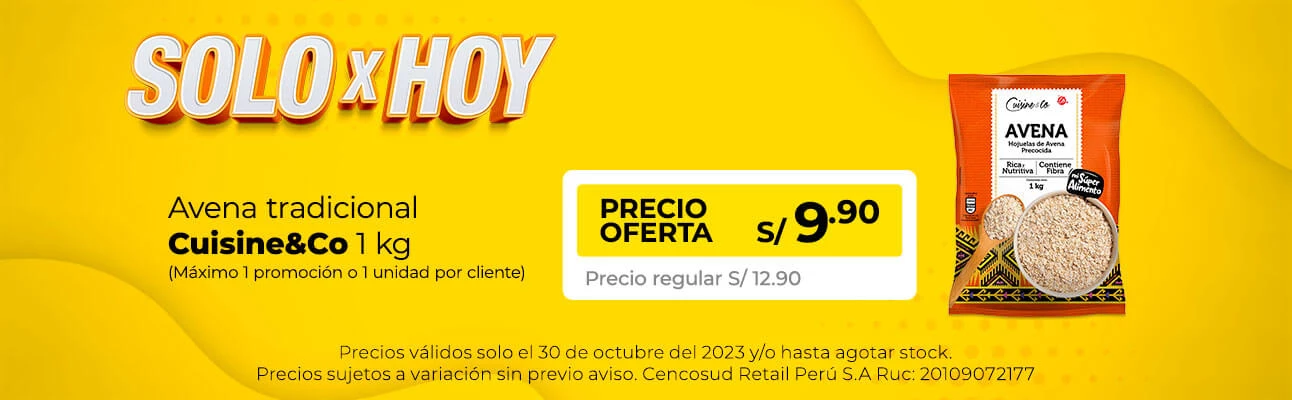 SOLO x HOY
Avena tradicional
Cuisine&Co 1 kg
(Máximo 1 promoción o 1 unidad por cliente)
PRECIO
OFERTA
S/ 9.90
Precio regular S/ 12.90
Cuisine&Co
AVENA
Hojuelas de Avena
Precocida
Rica y Nutritiva
Contiene Fibra
1 kg
mi Súper Alimento
Precios válidos solo el 30 de octubre del 2023 y/o hasta agotar stock.
Precios sujetos a variación sin previo aviso. Cencosud Retail Perú S.A Ruc: 20109072177